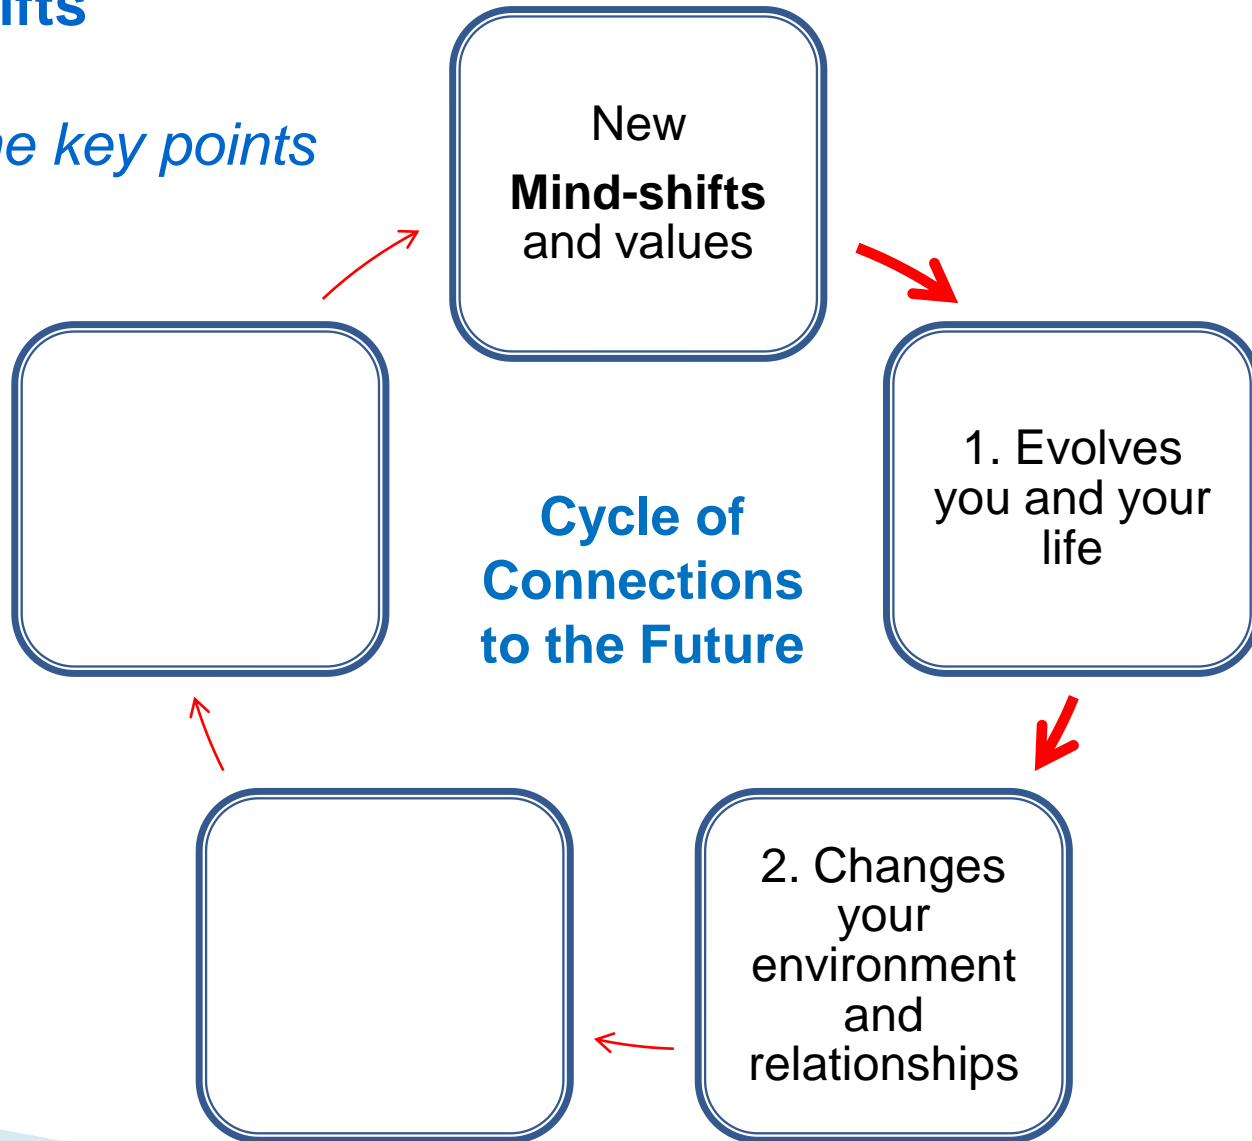 ifts
e key points
New
Mind-shifts
and values
1. Evolves
you and your
life
Cycle of
Connections
to the Future
2. Changes
your
environment
and
relationships